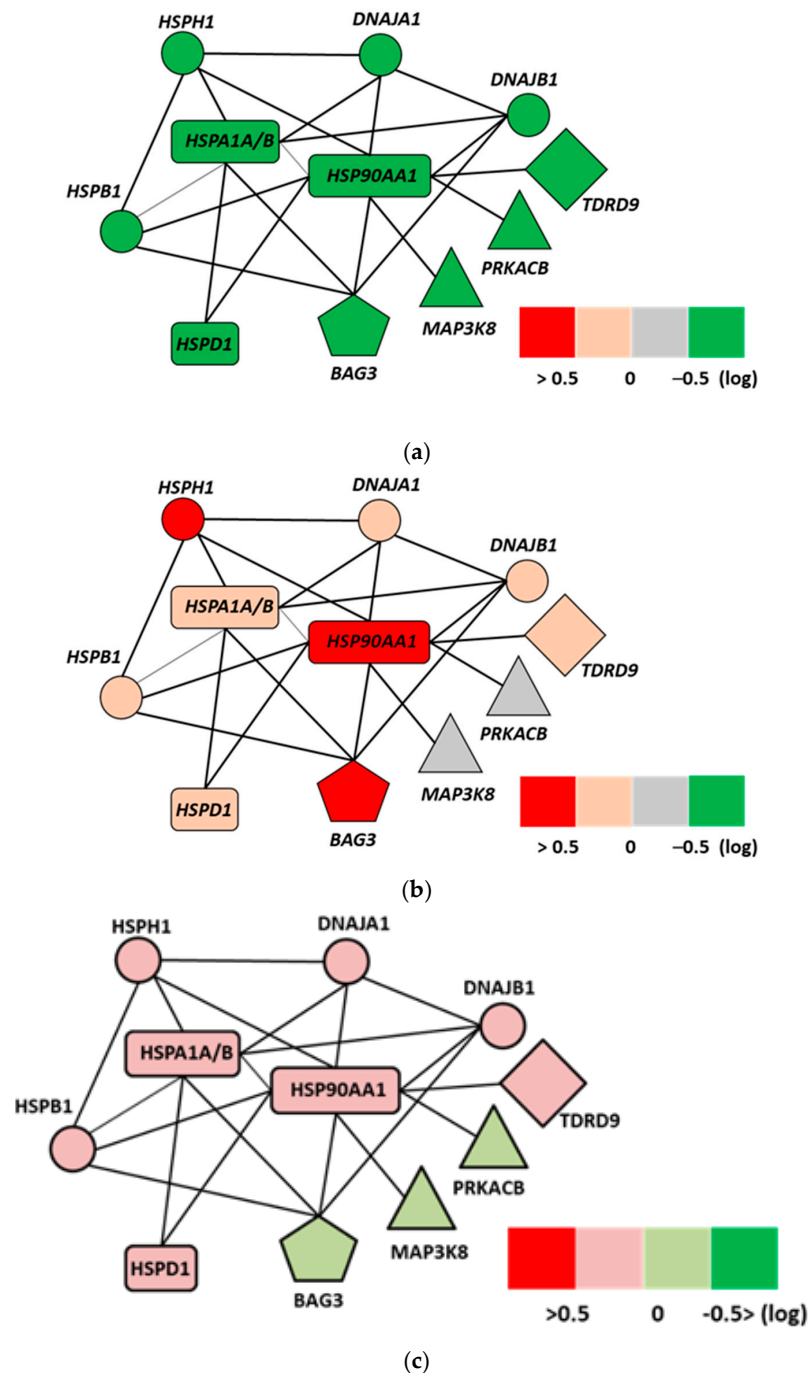 HSPH1
DNAJA1
DNAJB1
HSPA1A/B
HSP90AA1
HSPB1
TDRD9
PRKACB
MAP3K8
HSPD1
BAG3
> 0.5 0 –0.5 (log)
(a)
HSPH1
DNAJA1
DNAJB1
HSPA1A/B
HSP90AA1
HSPB1
TDRD9
PRKACB
MAP3K8
HSPD1
BAG3
> 0.5 0 –0.5 (log)
(b)
HSPH1
DNAJA1
DNAJB1
HSPA1A/B
HSP90AA1
HSPB1
TDRD9
PRKACB
MAP3K8
HSPD1
BAG3
>0.5 0 -0.5> (log)
(c)